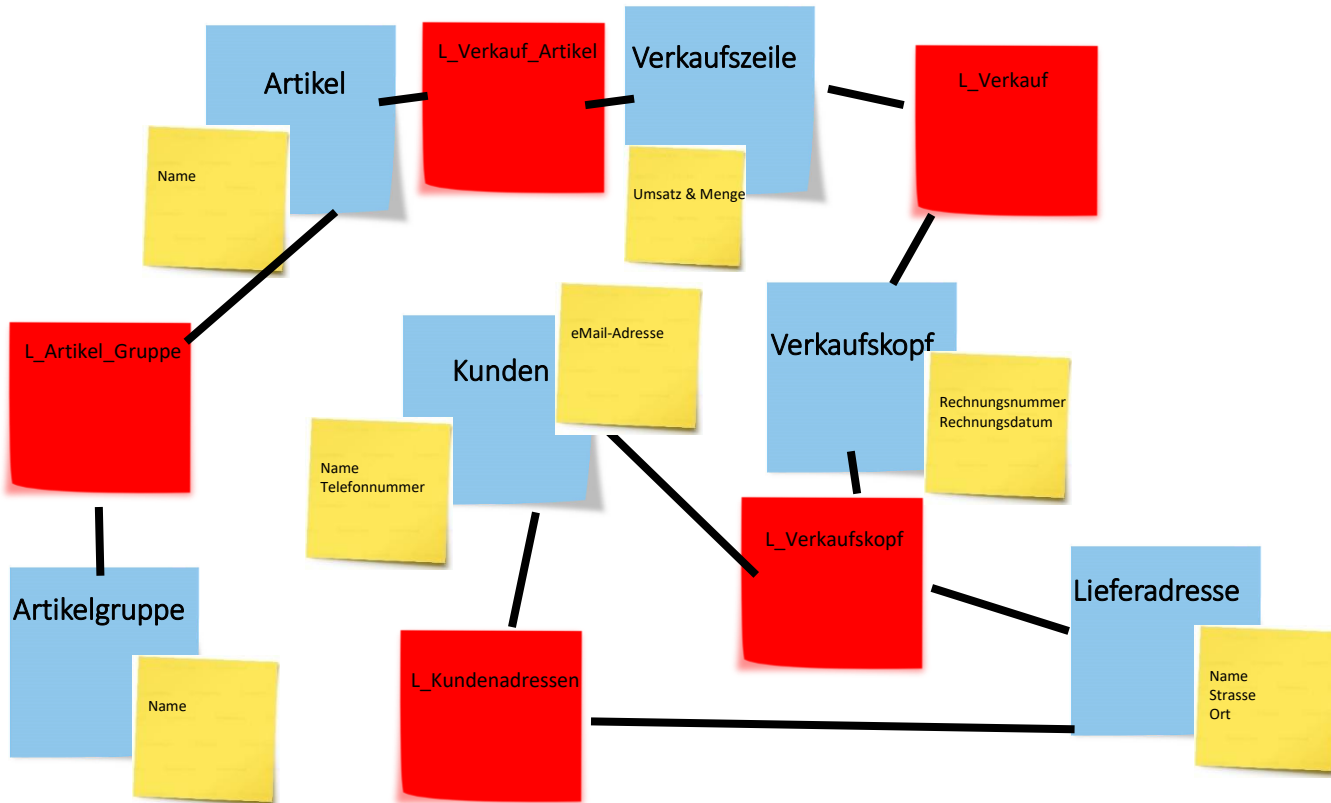 Artikel
L_Verkauf_Artikel
Verkaufszeile
L_Verkauf
Name
Umsatz & Menge
L_Artikel_Gruppe
Kunden
eMail-Adresse
Verkaufskopf
Rechnungsnummer
Rechnungsdatum
Name
Telefonnummer
L_Verkaufskopf
Artikelgruppe
Name
L_Kundenadressen
Lieferadresse
Name
Strasse
Ort